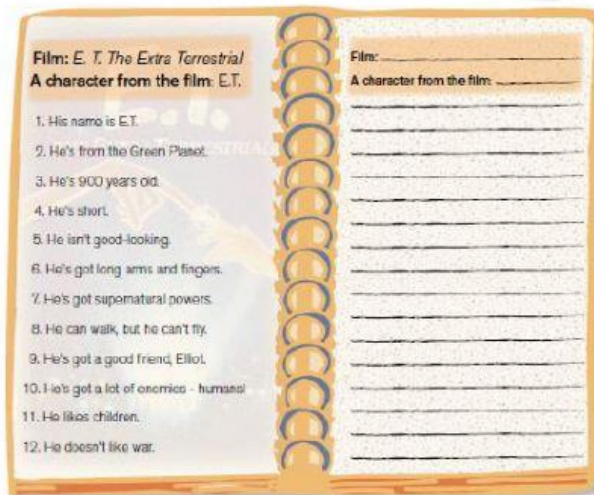 Film: E. T. The Extra Terrestrial
A character from the film: E.T.
1. His name is E.T.
2. He's from the Green Planet.
3. He's 900 years old.
4. He's short.
5. He isn't good-looking.
6. He's got long arms and fingers.
7. He's got supernatural powers.
8. He can walk, but he can't fly.
9. He's got a good friend, Elliot.
10. He's got a lot of enemies - humans!
11. He likes children.
12. He doesn't like war.
Film:
A character from the film: